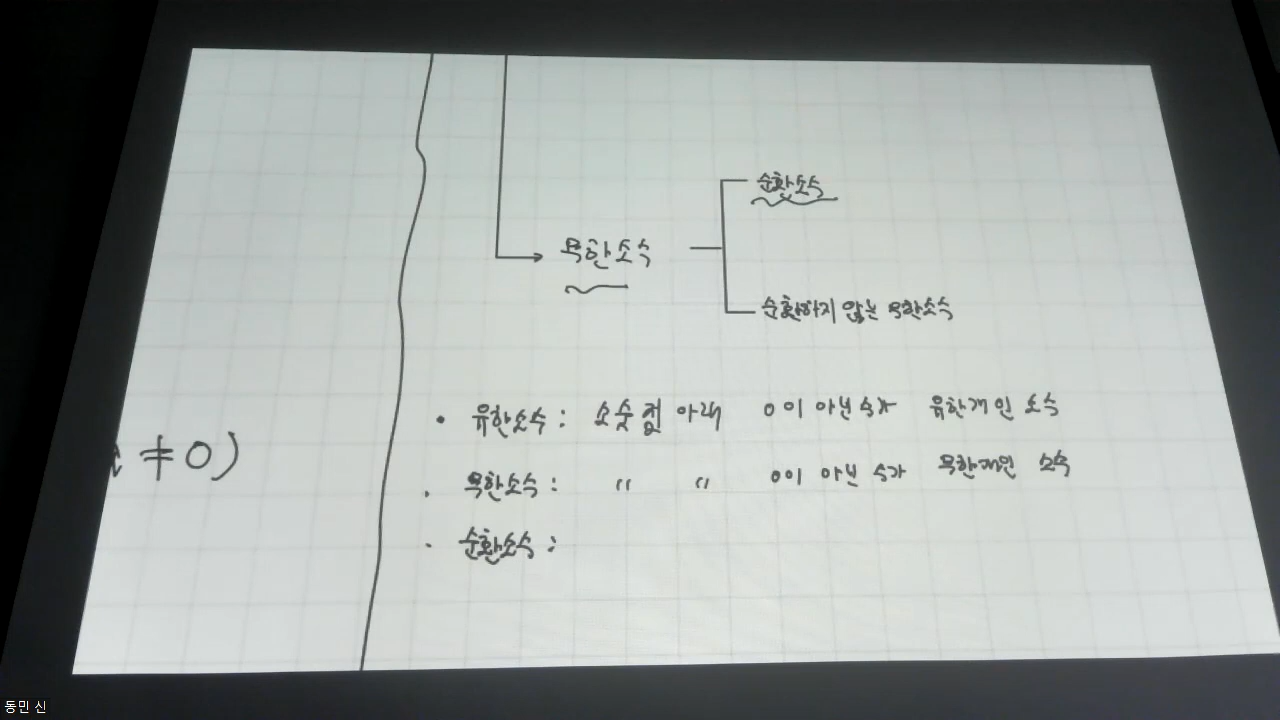 순환소수
무한소수
순환하지 않는 무한소수
• 유한소수 : 소숫점 아래 0이 아닌 숫자 유한개인 소수
≠0)
• 무한소수 : " " 0이 아닌 수가 무한개인 소수
• 순환소수 :
동민 신